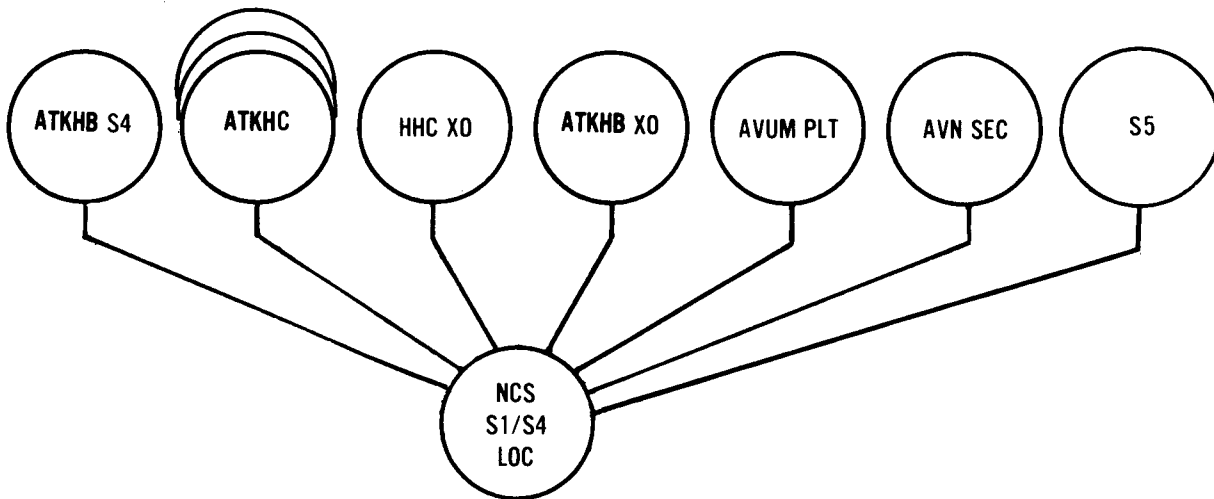 ATKHB S4
ATKHC
HHC XO
ATKHB XO
AVUM PLT
AVN SEC
S5
NCS
S1/S4
LOC